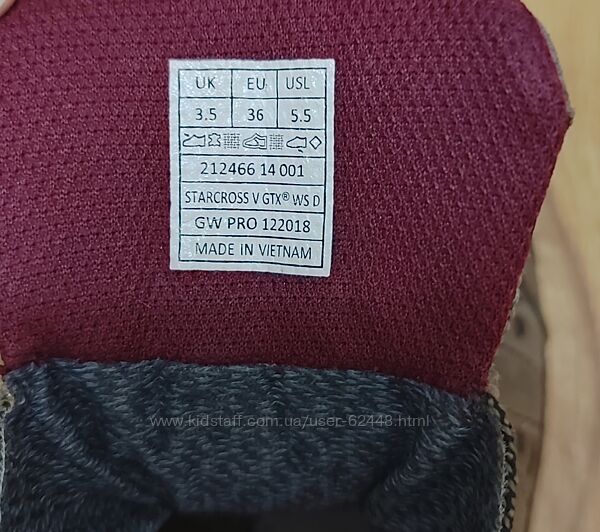 UK EU USL
3.5 36 5.5
212466 14 001
STARCROSS V GTX® WS D
GW PRO 122018
MADE IN VIETNAM
www.kidstaff.com.ua/user-62448.html